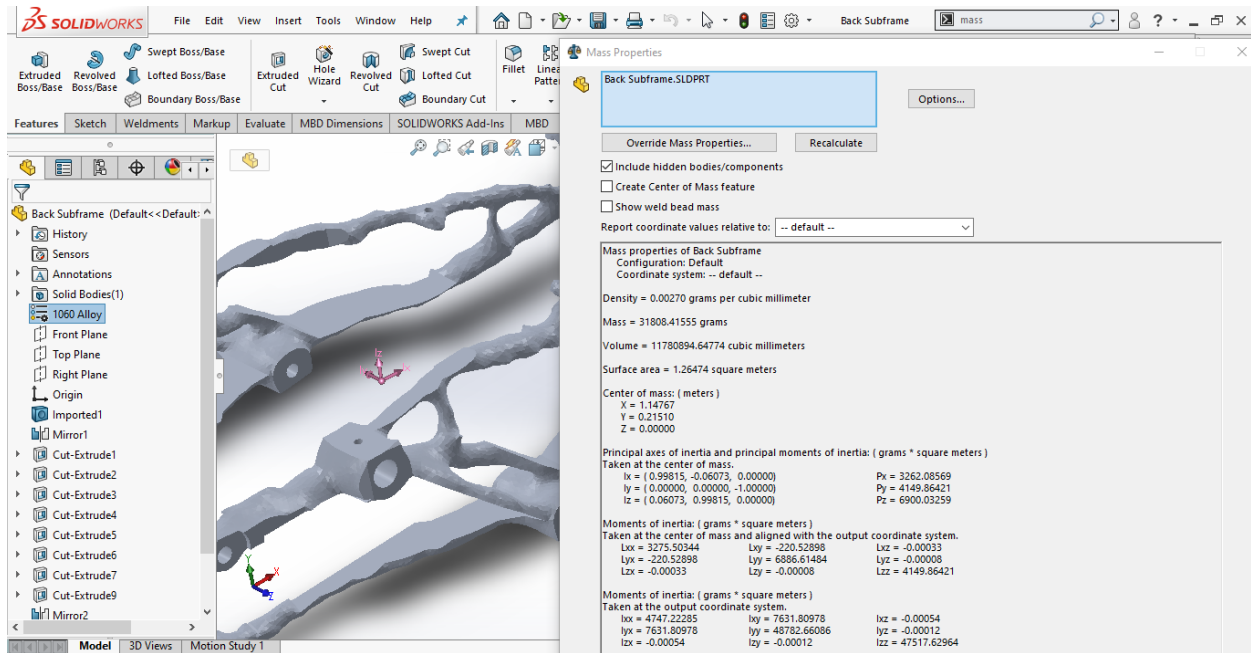 SOLIDWORKS File Edit View Insert Tools Window Help Back Subframe mass ?
Extruded Boss/Base
Revolved Boss/Base
Swept Boss/Base
Lofted Boss/Base
Boundary Boss/Base
Extruded Cut
Hole Wizard
Revolved Cut
Swept Cut
Lofted Cut
Boundary Cut
Fillet
Features Sketch Weldments Markup Evaluate MBD Dimensions SOLIDWORKS Add-Ins MBD
Back Subframe (Default<<Default
History
Sensors
Annotations
Solid Bodies(1)
1060 Alloy
Front Plane
Top Plane
Right Plane
Origin
Imported1
Mirror1
Cut-Extrude1
Cut-Extrude2
Cut-Extrude3
Cut-Extrude4
Cut-Extrude5
Cut-Extrude6
Cut-Extrude7
Cut-Extrude9
Mirror2
Y
X
Z
Model 3D Views Motion Study 1
Mass Properties
Back Subframe.SLDPRT
Options...
Override Mass Properties... Recalculate
Include hidden bodies/components
Create Center of Mass feature
Show weld bead mass
Report coordinate values relative to: -- default --
Mass properties of Back Subframe
Configuration: Default
Coordinate system: -- default --
Density = 0.00270 grams per cubic millimeter
Mass = 31808.41555 grams
Volume = 11780894.64774 cubic millimeters
Surface area = 1.26474 square meters
Center of mass: ( meters )
X = 1.14767
Y = 0.21510
Z = 0.00000
Principal axes of inertia and principal moments of inertia: ( grams * square meters )
Taken at the center of mass.
Ix = ( 0.99815, -0.06073, 0.00000) Px = 3262.08569
Iy = ( 0.00000, 0.00000, -1.00000) Py = 4149.86421
Iz = ( 0.06073, 0.99815, 0.00000) Pz = 6900.03259
Moments of inertia: ( grams * square meters )
Taken at the center of mass and aligned with the output coordinate system.
Lxx = 3275.50344 Lxy = -220.52898 Lxz = -0.00033
Lyx = -220.52898 Lyy = 6886.61484 Lyz = -0.00008
Lzx = -0.00033 Lzy = -0.00008 Lzz = 4149.86421
Moments of inertia: ( grams * square meters )
Taken at the output coordinate system.
Ixx = 4747.22285 Ixy = 7631.80978 Ixz = -0.00054
Iyx = 7631.80978 Iyy = 48782.66086 Iyz = -0.00012
Izx = -0.00054 Izy = -0.00012 Izz = 47517.62964